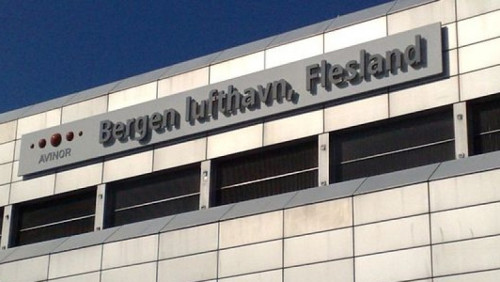 Bergen lufthavn, Flesland
AVINOR